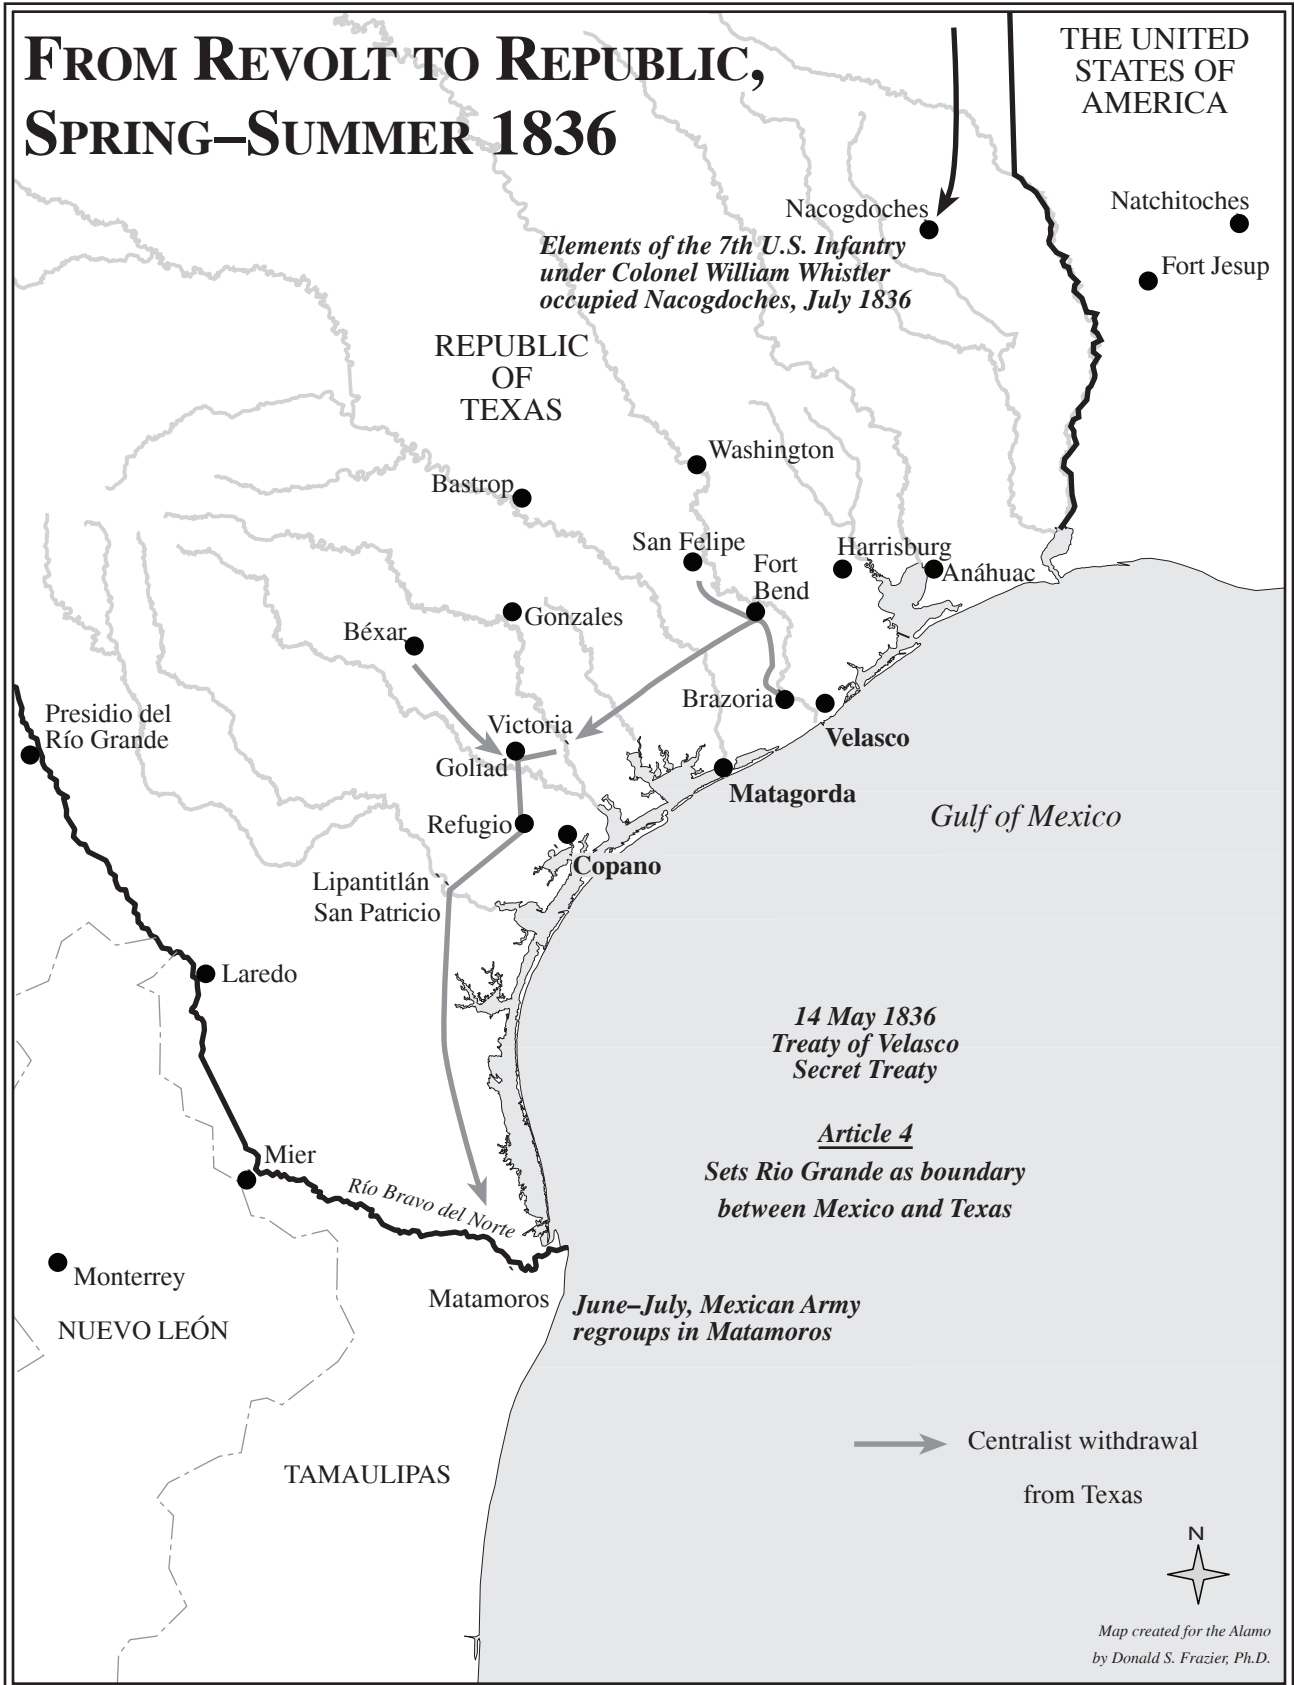 FROM REVOLT TO REPUBLIC,
SPRING–SUMMER 1836
THE UNITED
STATES OF
AMERICA
Nacogdoches
Natchitoches
Fort Jesup
Elements of the 7th U.S. Infantry
under Colonel William Whistler
occupied Nacogdoches, July 1836
REPUBLIC
OF
TEXAS
Washington
Bastrop
San Felipe
Fort
Bend
Harrisburg
Anáhuac
Gonzales
Béxar
Brazoria
Velasco
Presidio del
Río Grande
Victoria
Goliad
Matagorda
Gulf of Mexico
Refugio
Copano
Lipantitlán
San Patricio
Laredo
14 May 1836
Treaty of Velasco
Secret Treaty
Article 4
Sets Rio Grande as boundary
between Mexico and Texas
Mier
Río Bravo del Norte
Monterrey
NUEVO LEÓN
Matamoros
June–July, Mexican Army
regroups in Matamoros
TAMAULIPAS
Centralist withdrawal
from Texas
N
Map created for the Alamo
by Donald S. Frazier, Ph.D.